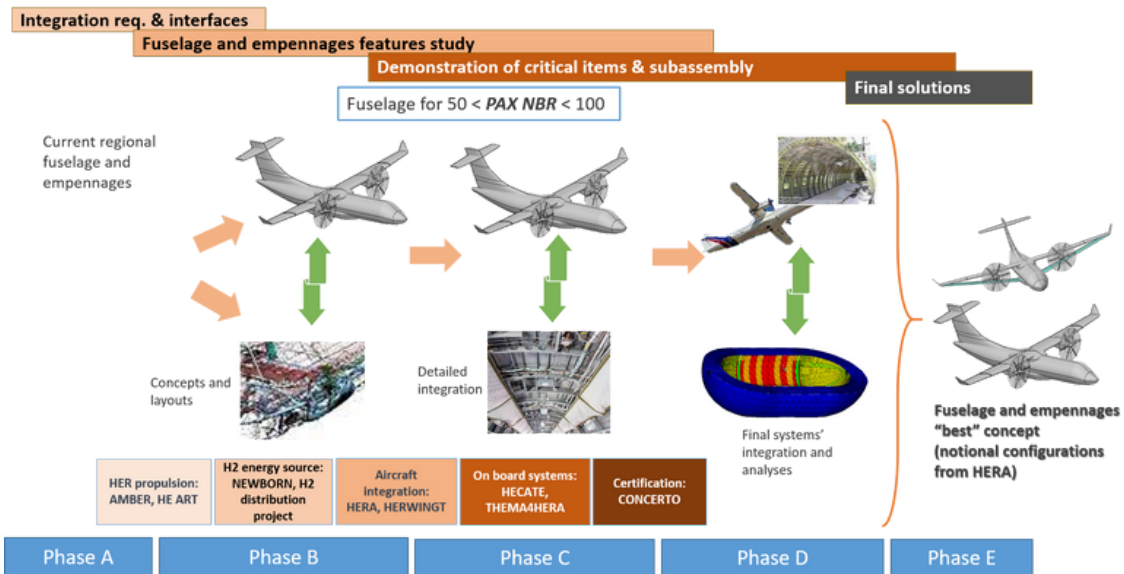 Integration req. & interfaces
Fuselage and empennages features study
Demonstration of critical items & subassembly
Final solutions
Fuselage for 50 < PAX NBR < 100
Current regional
fuselage and
empennages
Concepts and
layouts
Detailed
integration
Final systems'
integration and
analyses
Fuselage and empennages
"best" concept
(notional configurations
from HERA)
HER propulsion:
AMBER, HE ART
H2 energy source:
NEWBORN, H2
distribution
project
Aircraft
integration:
HERA, HERWINGT
On board systems:
HECATE,
THEMA4HERA
Certification:
CONCERTO
Phase A
Phase B
Phase C
Phase D
Phase E